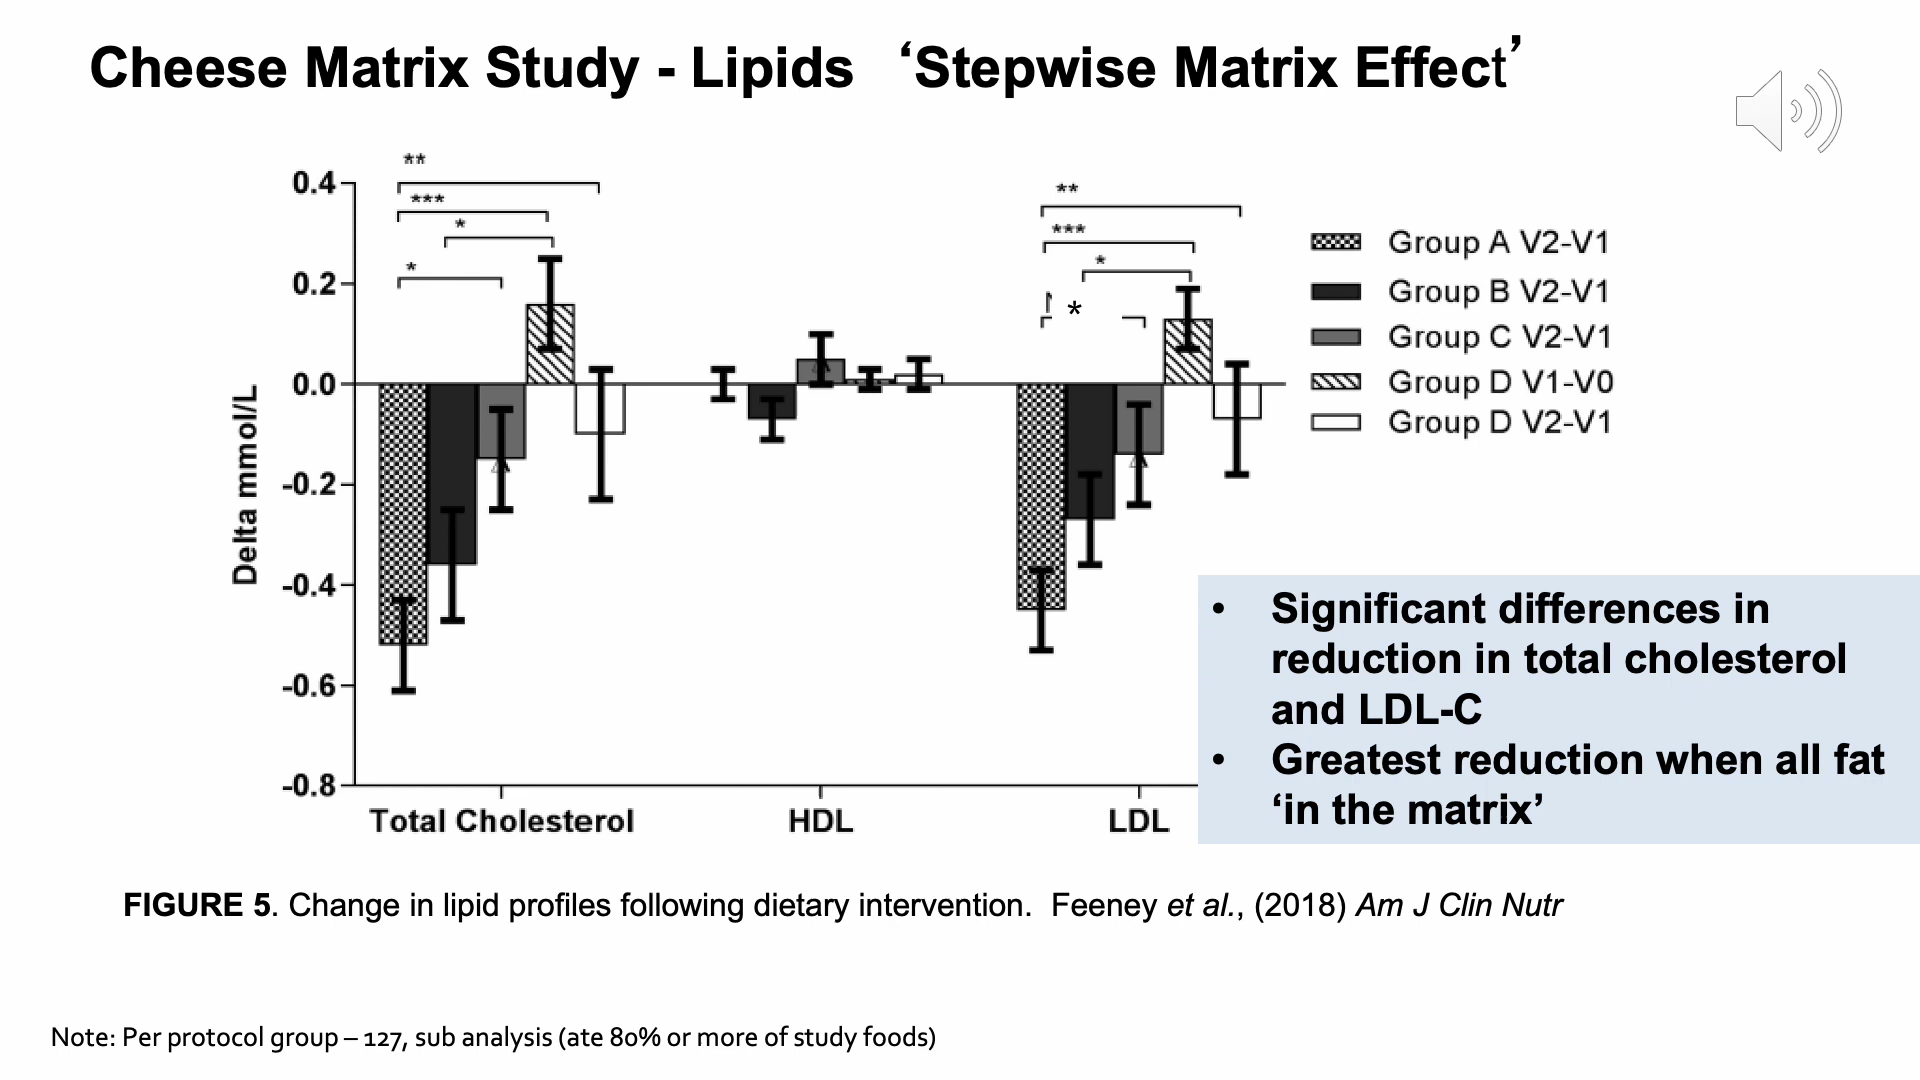 Cheese Matrix Study - Lipids ‘Stepwise Matrix Effect’
**
***
*
*
**
***
*
*
0.4
0.2
0.0
-0.2
-0.4
-0.6
-0.8
Delta mmol/L
Total Cholesterol
HDL
LDL
Group A V2-V1
Group B V2-V1
Group C V2-V1
Group D V1-V0
Group D V2-V1
• Significant differences in
reduction in total cholesterol
and LDL-C
• Greatest reduction when all fat
‘in the matrix’
FIGURE 5. Change in lipid profiles following dietary intervention. Feeney et al., (2018) Am J Clin Nutr
Note: Per protocol group – 127, sub analysis (ate 80% or more of study foods)